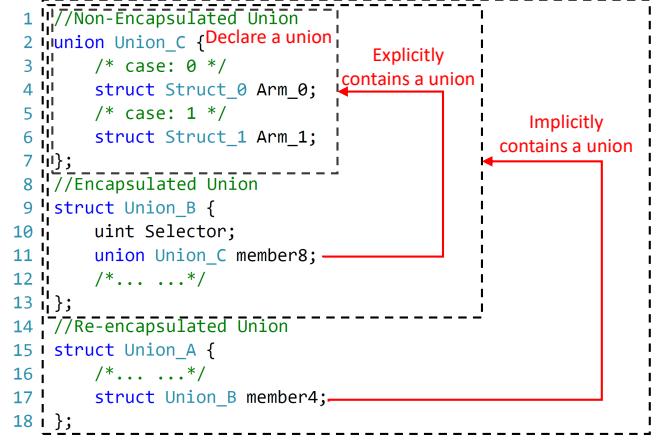 1 //Non-Encapsulated Union
2 union Union_C {
Declare a union
3 /* case: 0 */
4 struct Struct_0 Arm_0;
5 /* case: 1 */
6 struct Struct_1 Arm_1;
7 };
Explicitly
contains a union
Implicitly
contains a union
8 //Encapsulated Union
9 struct Union_B {
10 uint Selector;
11 union Union_C member8;
12 /*... ...*/
13 };
14 //Re-encapsulated Union
15 struct Union_A {
16 /*... ...*/
17 struct Union_B member4;
18 };